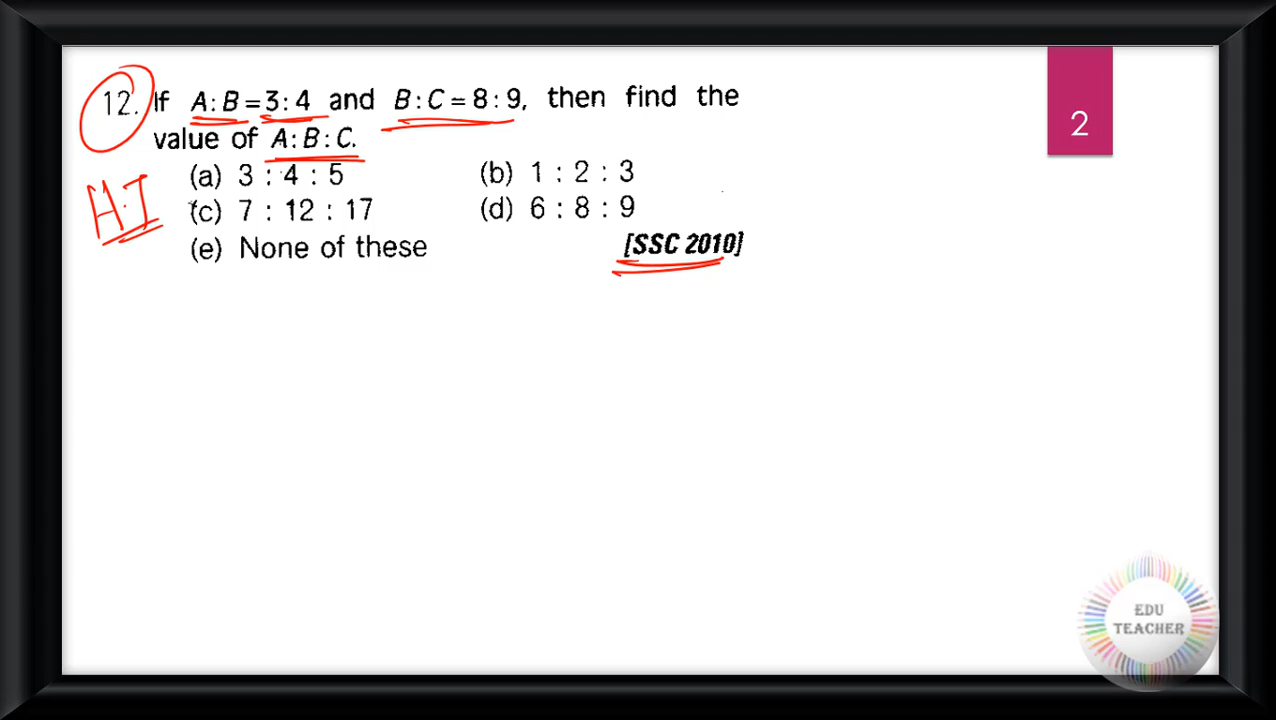 12. If A:B=3:4 and B:C=8:9, then find the
value of A:B:C.
(a) 3 : 4 : 5 (b) 1 : 2 : 3
(c) 7 : 12 : 17 (d) 6 : 8 : 9
(e) None of these [SSC 2010]
H.I
2
EDU
TEACHER